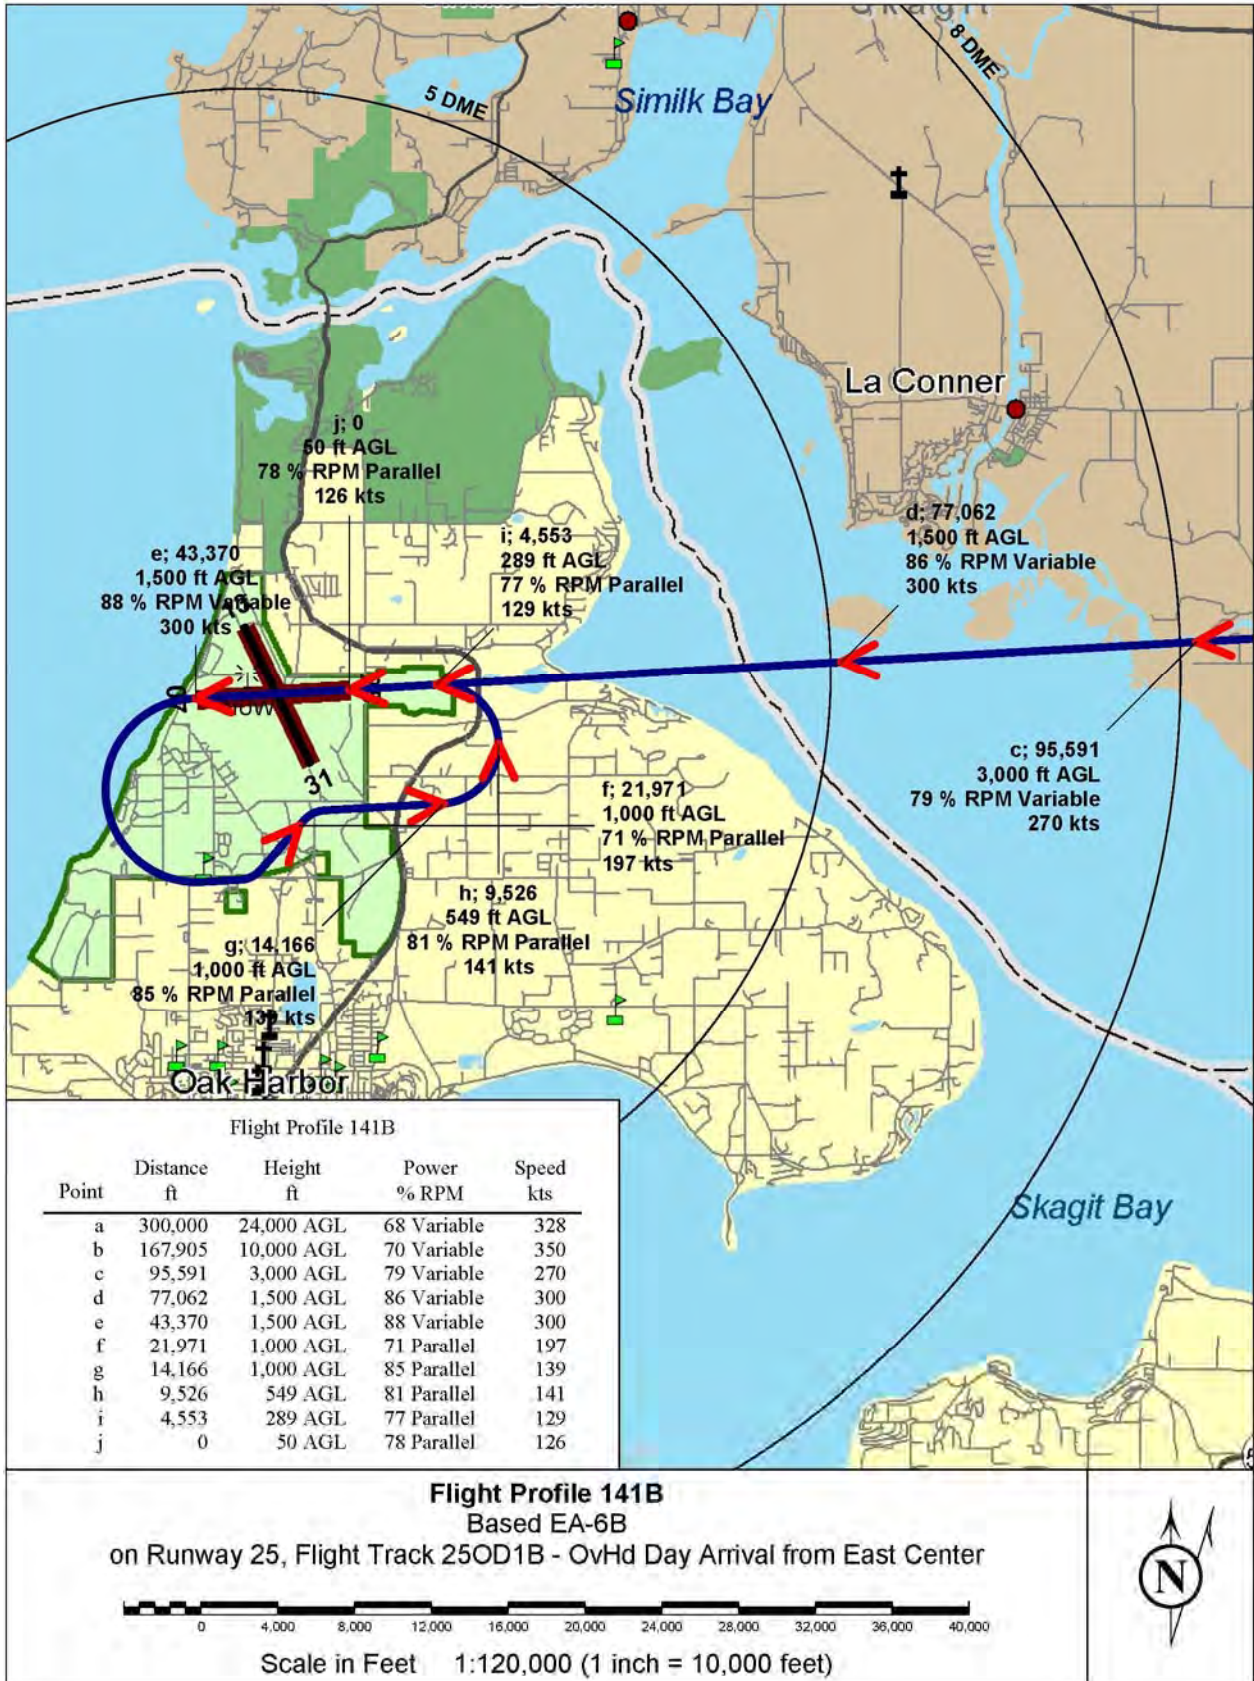 Skagit
8 DME
5 DME
Similk Bay
La Conner
j; 0
50 ft AGL
78 % RPM Parallel
126 kts
i; 4,553
289 ft AGL
77 % RPM Parallel
129 kts
d; 77,062
1,500 ft AGL
86 % RPM Variable
300 kts
e; 43,370
1,500 ft AGL
88 % RPM Variable
300 kts
31
c; 95,591
3,000 ft AGL
79 % RPM Variable
270 kts
f; 21,971
1,000 ft AGL
71 % RPM Parallel
197 kts
h; 9,526
549 ft AGL
81 % RPM Parallel
141 kts
g; 14,166
1,000 ft AGL
85 % RPM Parallel
139 kts
Oak Harbor
Skagit Bay
Flight Profile 141B
Distance Height Power Speed
Point ft ft % RPM kts
a 300,000 24,000 AGL 68 Variable 328
b 167,905 10,000 AGL 70 Variable 350
c 95,591 3,000 AGL 79 Variable 270
d 77,062 1,500 AGL 86 Variable 300
e 43,370 1,500 AGL 88 Variable 300
f 21,971 1,000 AGL 71 Parallel 197
g 14,166 1,000 AGL 85 Parallel 139
h 9,526 549 AGL 81 Parallel 141
i 4,553 289 AGL 77 Parallel 129
j 0 50 AGL 78 Parallel 126
Flight Profile 141B
Based EA-6B
on Runway 25, Flight Track 25OD1B - OvHd Day Arrival from East Center
0 4,000 8,000 12,000 16,000 20,000 24,000 28,000 32,000 36,000 40,000
Scale in Feet 1:120,000 (1 inch = 10,000 feet)
N